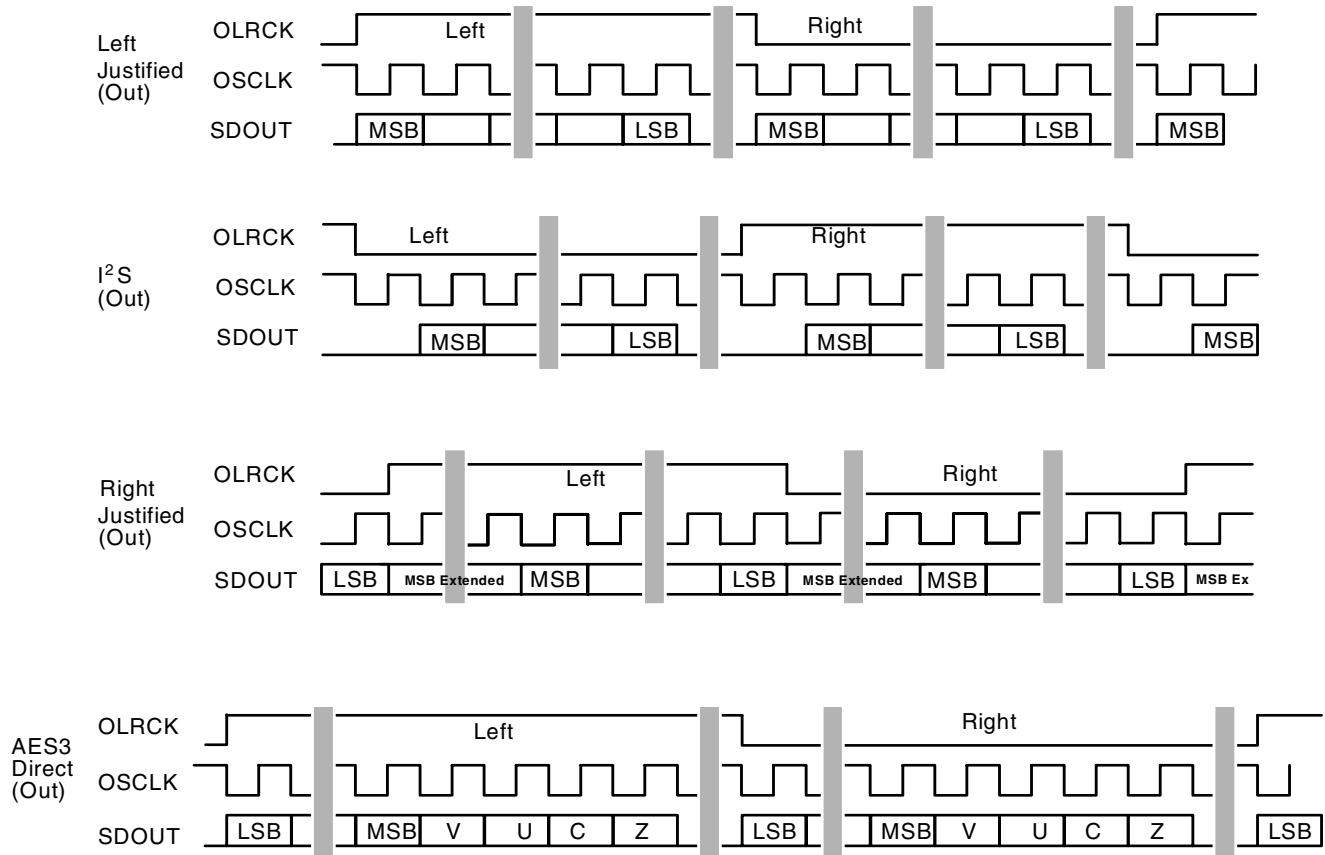 Left
Justified
(Out)
OLRCK
Left
Right
OSCLK
SDOUT
MSB
LSB
MSB
LSB
MSB
I²S
(Out)
OLRCK
Left
Right
OSCLK
SDOUT
MSB
LSB
MSB
LSB
MSB
Right
Justified
(Out)
OLRCK
Left
Right
OSCLK
SDOUT
LSB
MSB Extended
MSB
LSB
MSB Extended
MSB
LSB
MSB Ex
AES3
Direct
(Out)
OLRCK
Left
Right
OSCLK
SDOUT
LSB
MSB
V
U
C
Z
LSB
MSB
V
U
C
Z
LSB